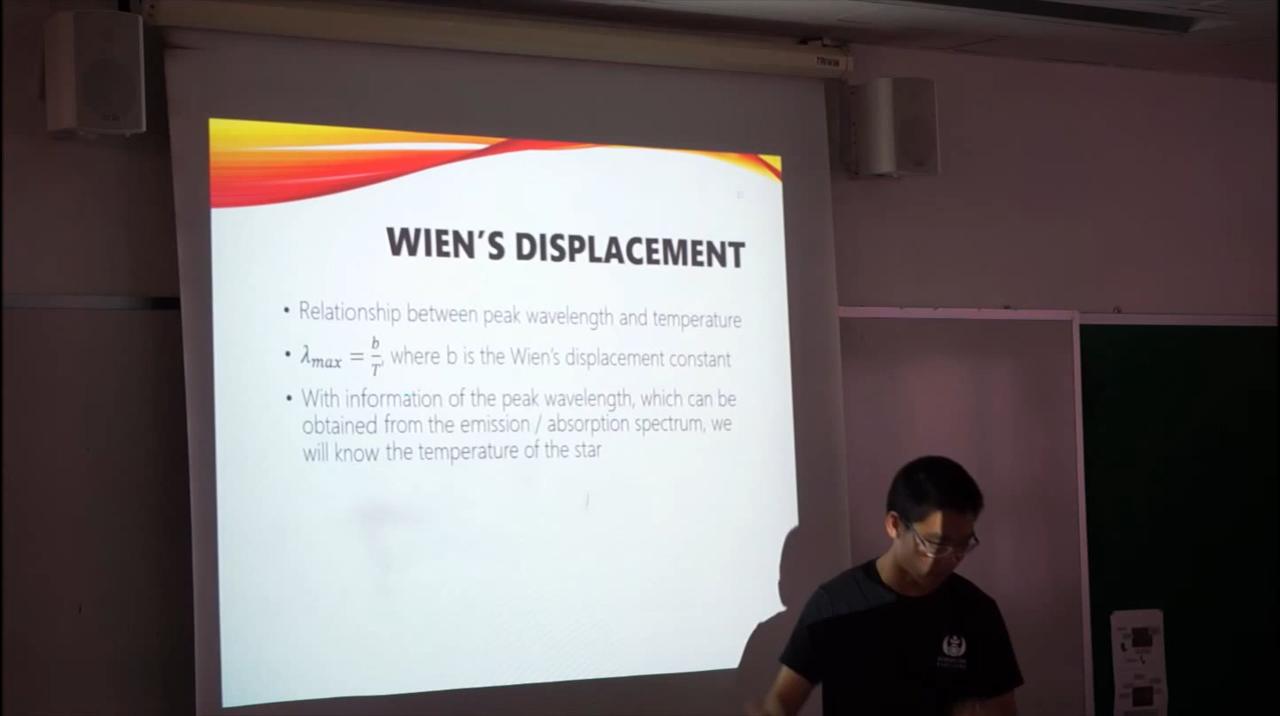 TRIWIN
WIEN'S DISPLACEMENT
• Relationship between peak wavelength and temperature
• λmax = b/T, where b is the Wien's displacement constant
• With information of the peak wavelength, which can be
obtained from the emission / absorption spectrum, we
will know the temperature of the star